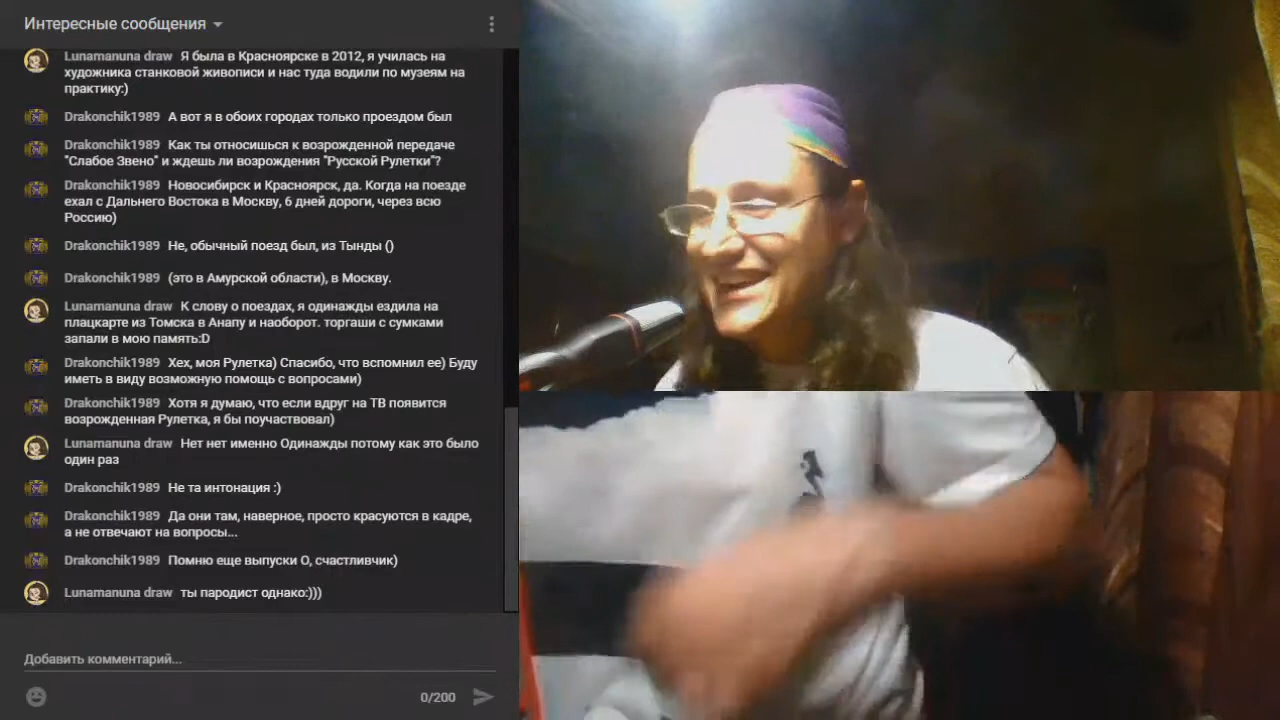 Интересные сообщения
Lunamanuna draw Я была в Красноярске в 2012, я училась на
художника станковой живописи и нас туда водили по музеям на
практику:)
Drakonchik1989 А вот я в обоих городах только проездом был
Drakonchik1989 Как ты относишься к возрожденной передаче
"Слабое Звено" и ждешь ли возрождения "Русской Рулетки"?
Drakonchik1989 Новосибирск и Красноярск, да. Когда на поезде
ехал с Дальнего Востока в Москву, 6 дней дороги, через всю
Россию)
Drakonchik1989 Не, обычный поезд был, из Тынды ()
Drakonchik1989 (это в Амурской области), в Москву.
Lunamanuna draw К слову о поездах, я одинажды ездила на
плацкарте из Томска в Анапу и наоборот. торгаши с сумками
запали в мою память:D
Drakonchik1989 Хех, моя Рулетка) Спасибо, что вспомнил ее) Буду
иметь в виду возможную помощь с вопросами)
Drakonchik1989 Хотя я думаю, что если вдруг на ТВ появится
возрожденная Рулетка, я бы поучаствовал)
Lunamanuna draw Нет нет именно Одинажды потому как это было
один раз
Drakonchik1989 Не та интонация :)
Drakonchik1989 Да они там, наверное, просто красуются в кадре,
а не отвечают на вопросы...
Drakonchik1989 Помню еще выпуски О, счастливчик)
Lunamanuna draw ты пародист однако:)))
Добавить комментарий...
0/200